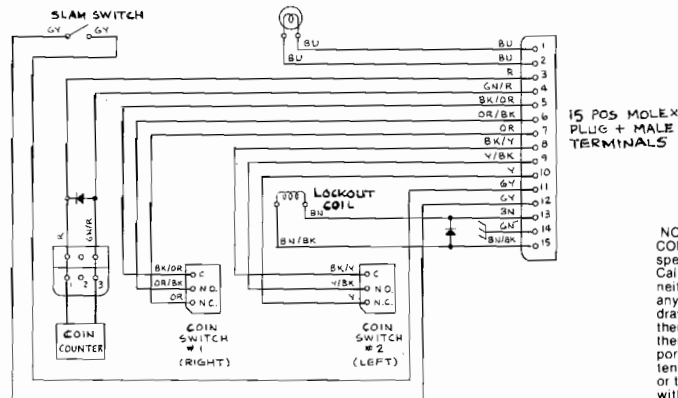 SLAM SWITCH
GY GY
BU BU 1
BU BU 2
R 3
GN/R 4
BK/OR 5
OR/BK 6
OR 7
BK/Y 8
Y/BK 9
Y 10
GY 11
GY 12
BN 13
GN 14
BN/BK 15
15 POS MOLEX
PLUG + MALE
TERMINALS
LOCKOUT
COIL
BN
BN/BK
R
GN/R
1 2 3
COIN
COUNTER
BK/OR C
OR/BK N.O.
OR N.C.
COIN
SWITCH
#1
(RIGHT)
BK/Y C
Y/BK N.O.
Y N.C.
COIN
SWITCH
#2
(LEFT)
NO
CO
spe
Cal
neit
any
dra
the
the
por
ten
or t
with